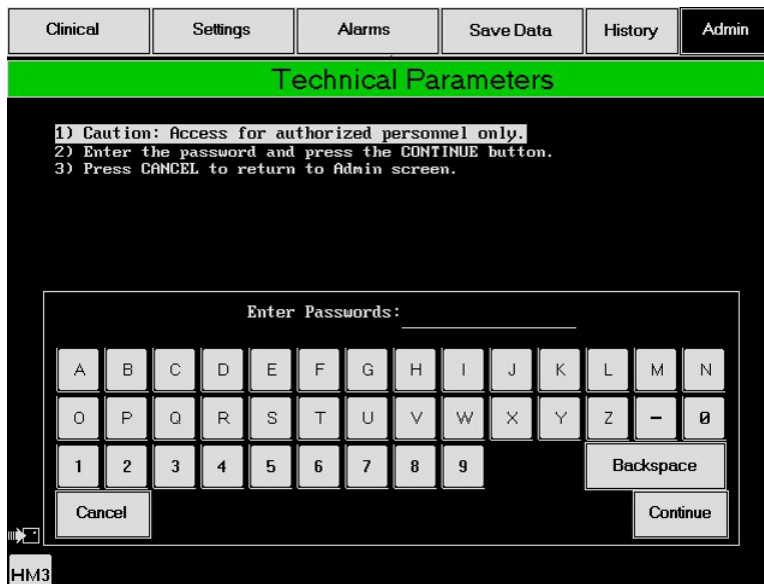 Clinical Settings Alarms Save Data History Admin
Technical Parameters
1) Caution: Access for authorized personnel only.
2) Enter the password and press the CONTINUE button.
3) Press CANCEL to return to Admin screen.
Enter Passwords:
A B C D E F G H I J K L M N
O P Q R S T U V W X Y Z - 0
1 2 3 4 5 6 7 8 9 Backspace
Cancel Continue
HM3